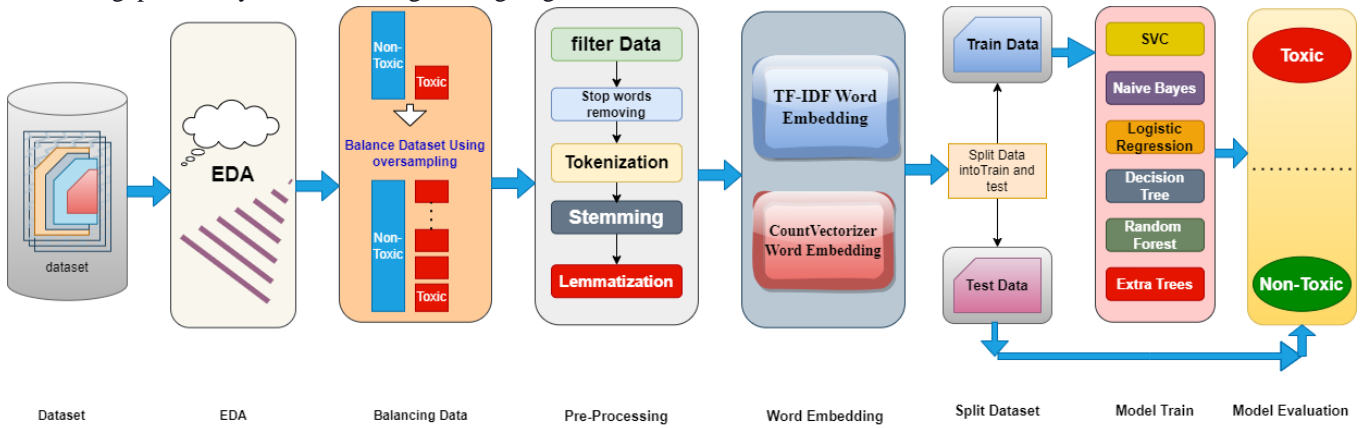 dataset
EDA
Non-
Toxic
Toxic
Balance Dataset Using
oversampling
Non-
Toxic
Toxic
filter Data
Stop words
removing
Tokenization
Stemming
Lemmatization
TF-IDF Word
Embedding
CountVectorizer
Word Embedding
Train Data
Split Data
intoTrain and
test
Test Data
SVC
Naive Bayes
Logistic
Regression
Decision
Tree
Random
Forest
Extra Trees
Toxic
Non-Toxic
Dataset
EDA
Balancing Data
Pre-Processing
Word Embedding
Split Dataset
Model Train
Model Evaluation